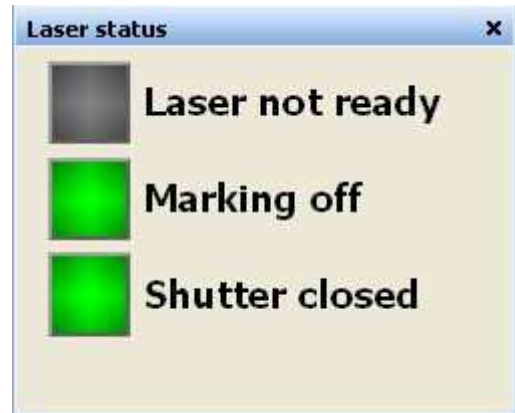 Laser status
Laser not ready
Marking off
Shutter closed